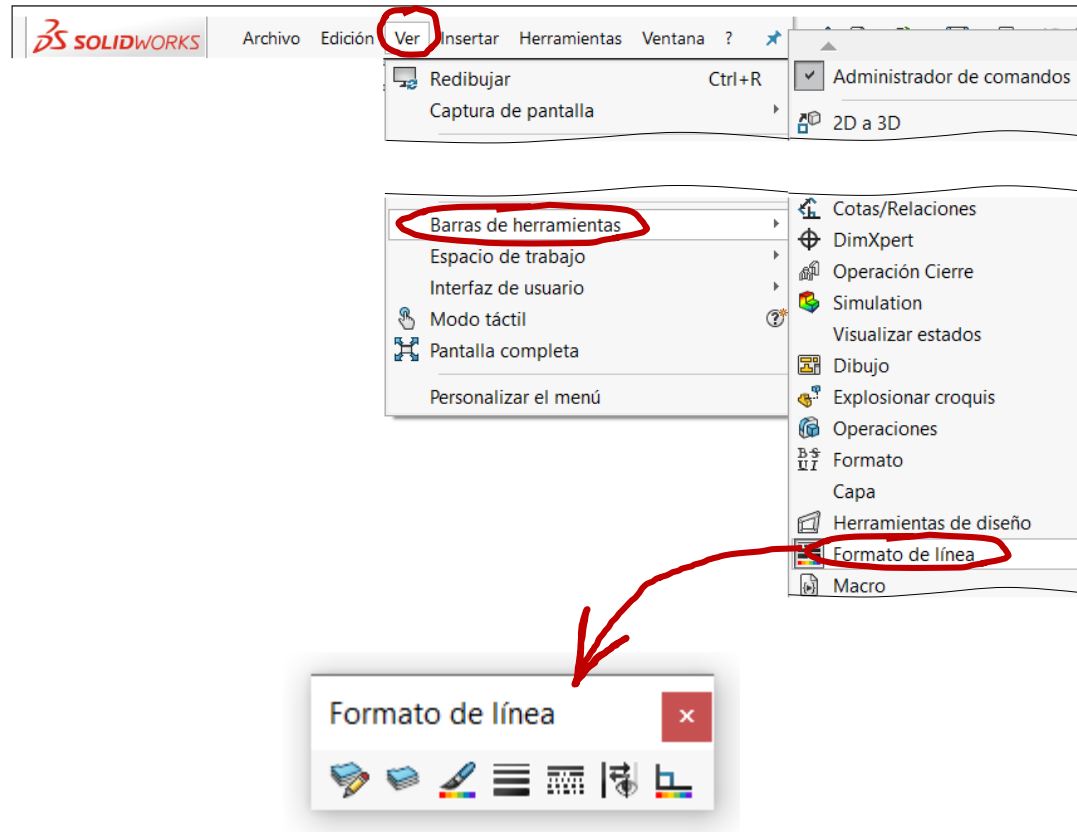 SOLIDWORKS Archivo Edición Ver Insertar Herramientas Ventana ?
Redibujar Ctrl+R
Captura de pantalla
Barras de herramientas
Espacio de trabajo
Interfaz de usuario
Modo táctil
Pantalla completa
Personalizar el menú
Administrador de comandos
2D a 3D
Cotas/Relaciones
DimXpert
Operación Cierre
Simulation
Visualizar estados
Dibujo
Explosionar croquis
Operaciones
Formato
Capa
Herramientas de diseño
Formato de línea
Macro
Formato de línea